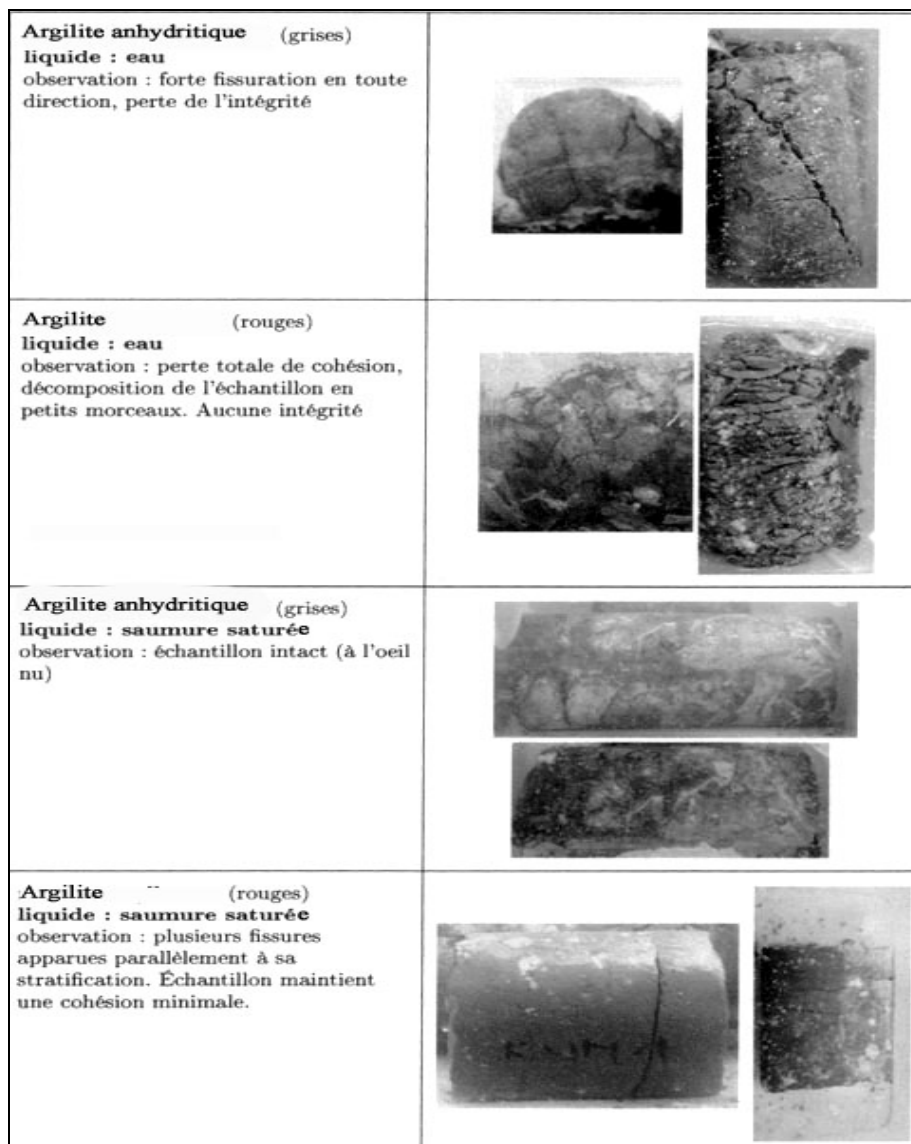 Argilite anhydritique (grises)
liquide : eau
observation : forte fissuration en toute
direction, perte de l'intégrité
Argilite (rouges)
liquide : eau
observation : perte totale de cohésion,
décomposition de l'échantillon en
petits morceaux. Aucune intégrité
Argilite anhydritique (grises)
liquide : saumure saturée
observation : échantillon intact (à l'oeil
nu)
Argilite (rouges)
liquide : saumure saturée
observation : plusieurs fissures
apparues parallèlement à sa
stratification. Échantillon maintient
une cohésion minimale.